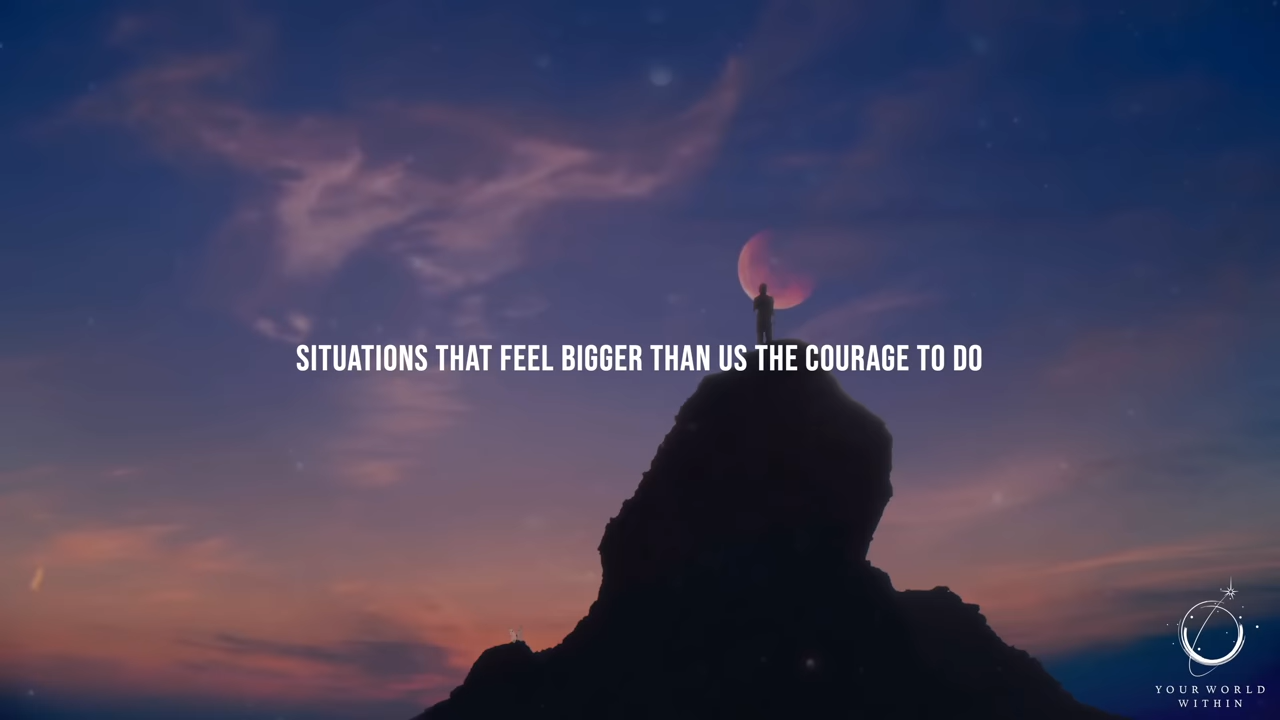 SITUATIONS THAT FEEL BIGGER THAN US THE COURAGE TO DO
YOUR WORLD
WITHIN